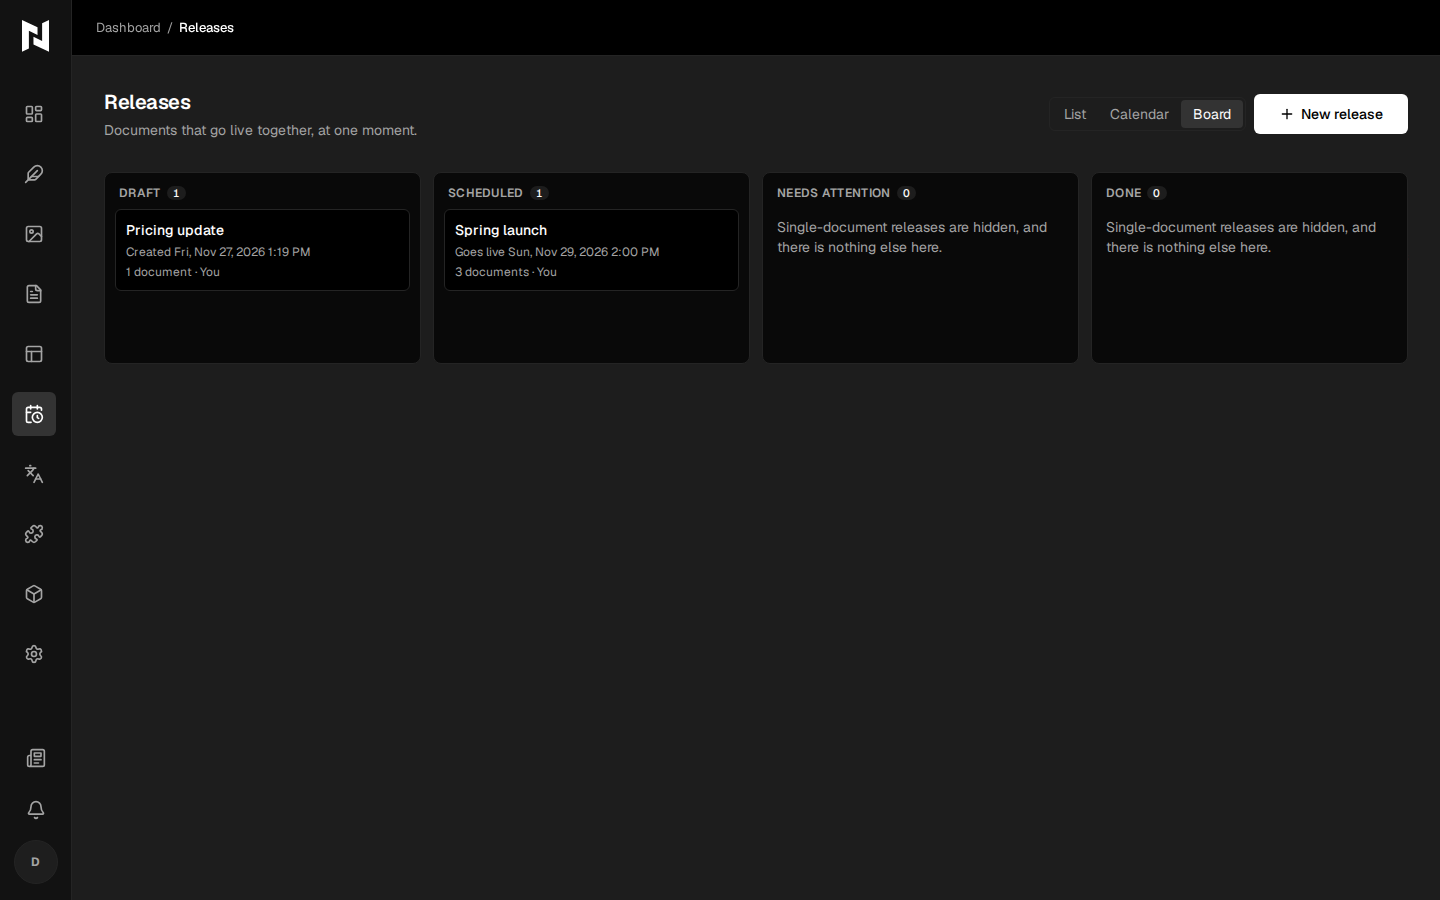 Dashboard / Releases
Releases
Documents that go live together, at one moment.
List
Calendar
Board
New release
DRAFT 1
Pricing update
Created Fri, Nov 27, 2026 1:19 PM
1 document · You
SCHEDULED 1
Spring launch
Goes live Sun, Nov 29, 2026 2:00 PM
3 documents · You
NEEDS ATTENTION 0
Single-document releases are hidden, and
there is nothing else here.
DONE 0
Single-document releases are hidden, and
there is nothing else here.
D